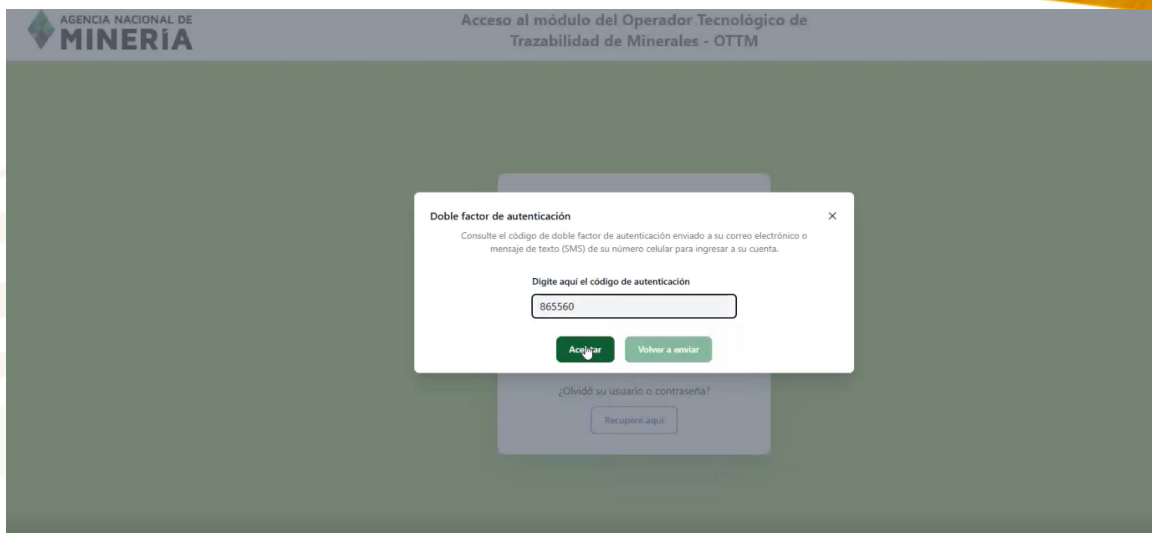 AGENCIA NACIONAL DE
MINERÍA
Acceso al módulo del Operador Tecnológico de
Trazabilidad de Minerales - OTTM
Doble factor de autenticación
Consulte el código de doble factor de autenticación enviado a su correo electrónico o
mensaje de texto (SMS) de su número celular para ingresar a su cuenta.
Digite aquí el código de autenticación
865560
Aceptar
Volver a enviar
¿Olvidó su usuario o contraseña?
Recupere aquí